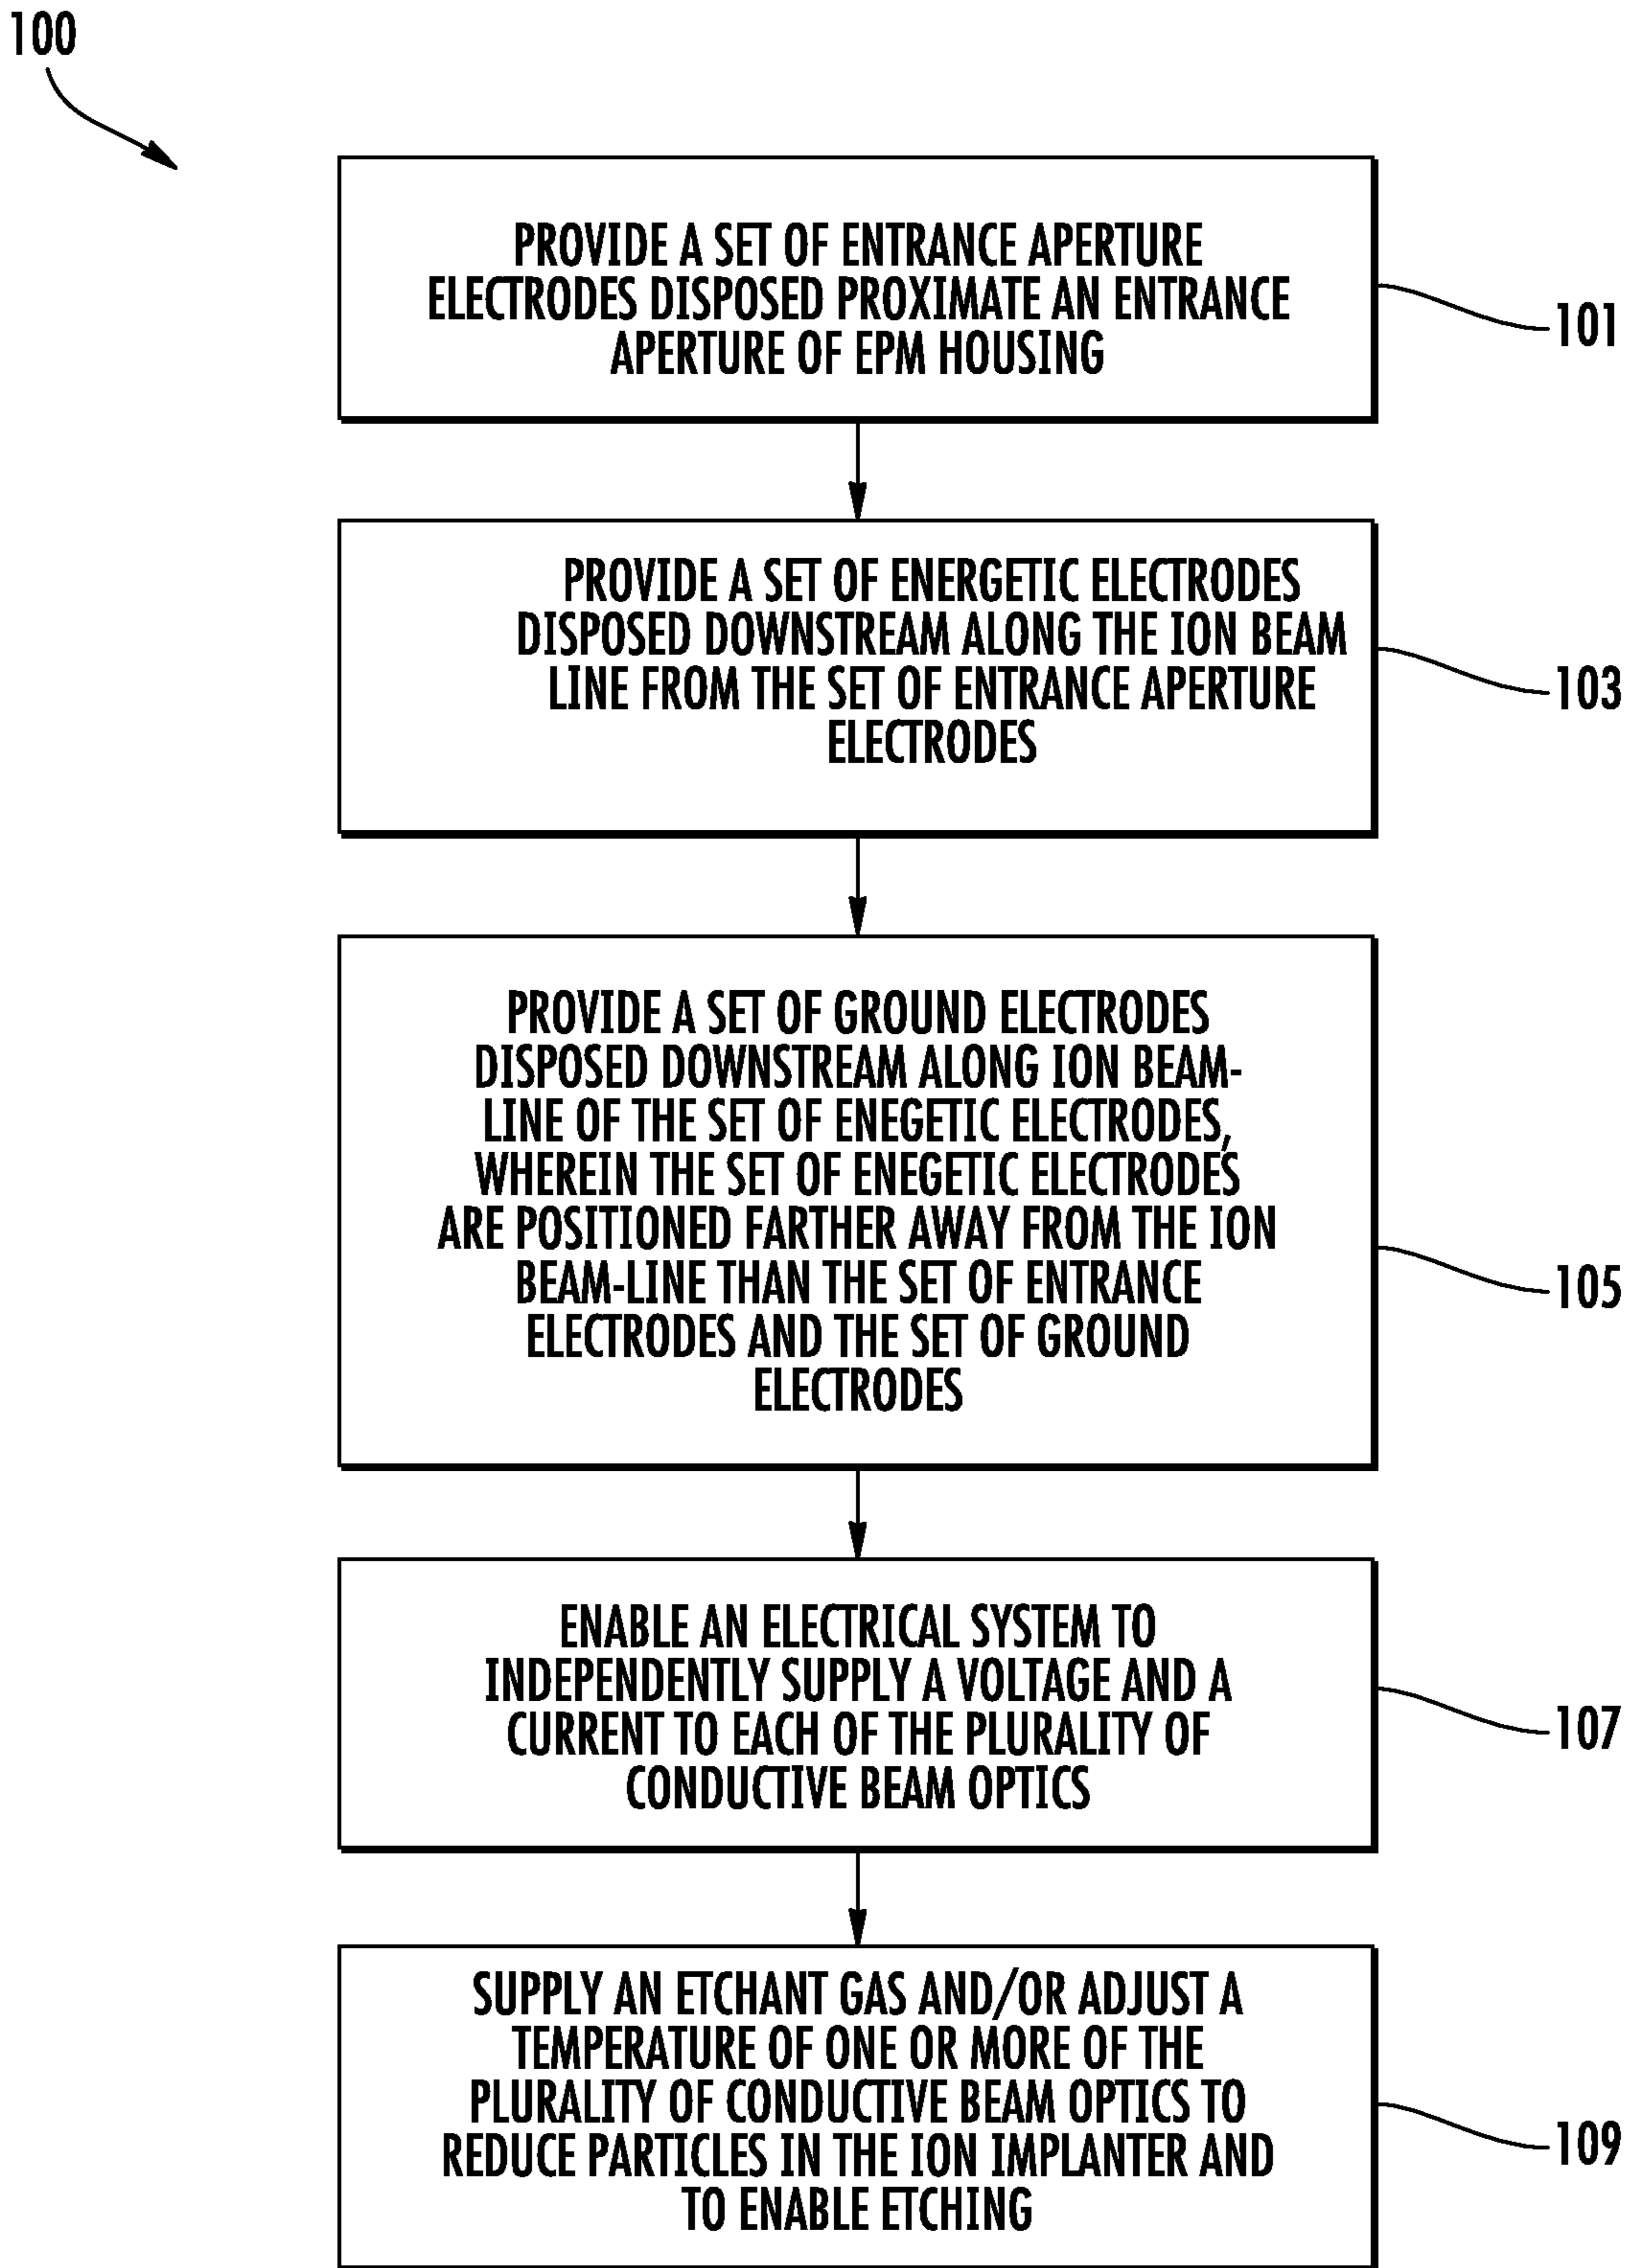 100
PROVIDE A SET OF ENTRANCE APERTURE
ELECTRODES DISPOSED PROXIMATE AN ENTRANCE
APERTURE OF EPM HOUSING
101
PROVIDE A SET OF ENERGETIC ELECTRODES
DISPOSED DOWNSTREAM ALONG THE ION BEAM
LINE FROM THE SET OF ENTRANCE APERTURE
ELECTRODES
103
PROVIDE A SET OF GROUND ELECTRODES
DISPOSED DOWNSTREAM ALONG ION BEAM-
LINE OF THE SET OF ENEGETIC ELECTRODES,
WHEREIN THE SET OF ENEGETIC ELECTRODES
ARE POSITIONED FARTHER AWAY FROM THE ION
BEAM-LINE THAN THE SET OF ENTRANCE
ELECTRODES AND THE SET OF GROUND
ELECTRODES
105
ENABLE AN ELECTRICAL SYSTEM TO
INDEPENDENTLY SUPPLY A VOLTAGE AND A
CURRENT TO EACH OF THE PLURALITY OF
CONDUCTIVE BEAM OPTICS
107
SUPPLY AN ETCHANT GAS AND/OR ADJUST A
TEMPERATURE OF ONE OR MORE OF THE
PLURALITY OF CONDUCTIVE BEAM OPTICS TO
REDUCE PARTICLES IN THE ION IMPLANTER AND
TO ENABLE ETCHING
109